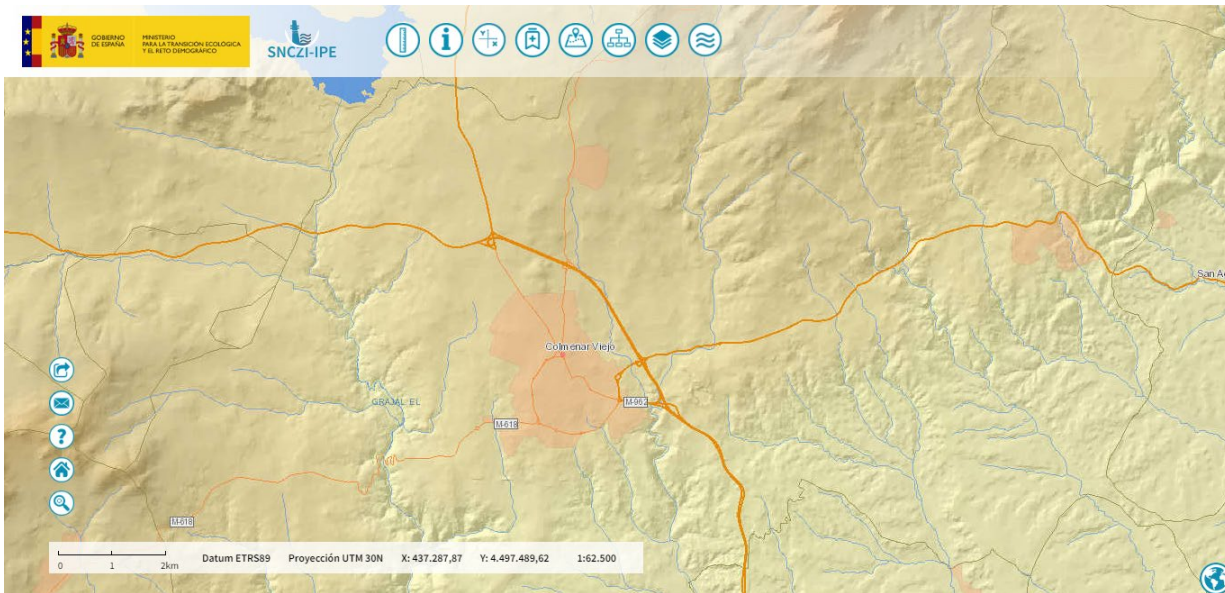 GOBIERNO
DE ESPAÑA
MINISTERIO
PARA LA TRANSICIÓN ECOLÓGICA
Y EL RETO DEMOGRÁFICO
SNCZI-IPE
San A
Colmenar Viejo
GRAJAL, EL
M-962
M-618
M-618
0 1 2km
Datum ETRS89 Proyección UTM 30N X: 437.287,87 Y: 4.497.489,62 1:62.500